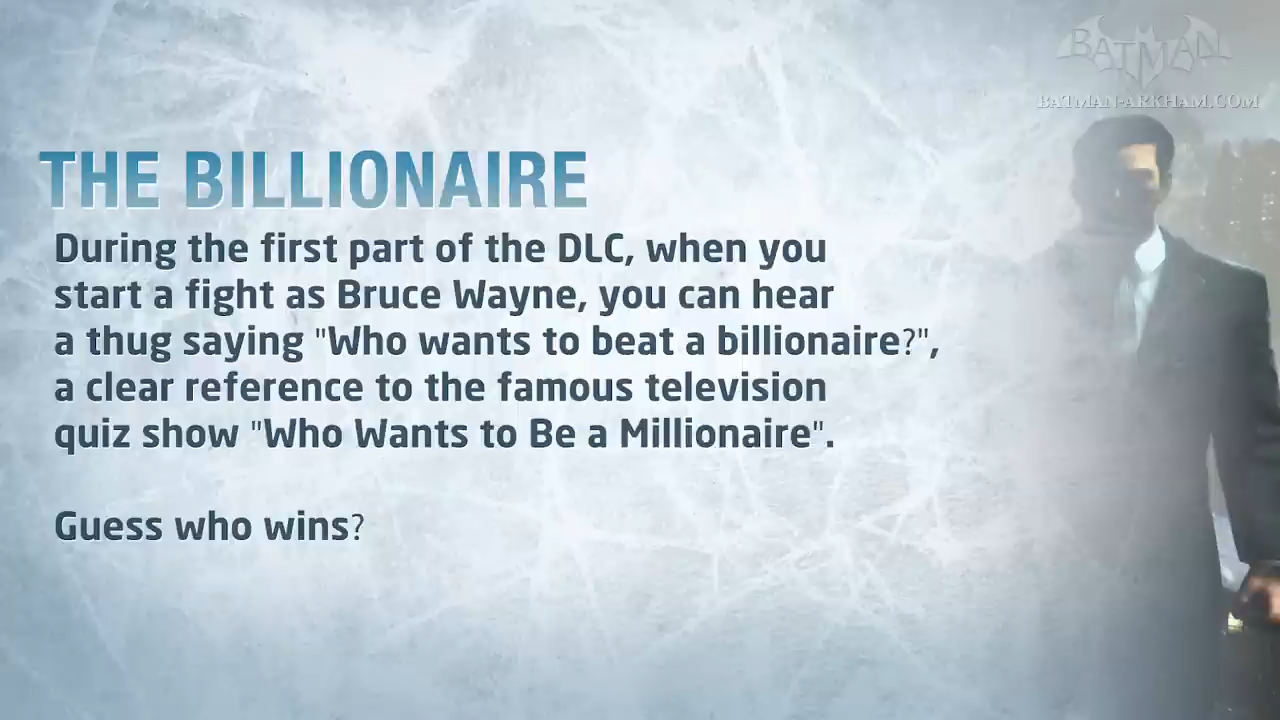 BATMAN
BATMAN-ARKHAM.COM
THE BILLIONAIRE
During the first part of the DLC, when you
start a fight as Bruce Wayne, you can hear
a thug saying "Who wants to beat a billionaire?",
a clear reference to the famous television
quiz show "Who Wants to Be a Millionaire".
Guess who wins?